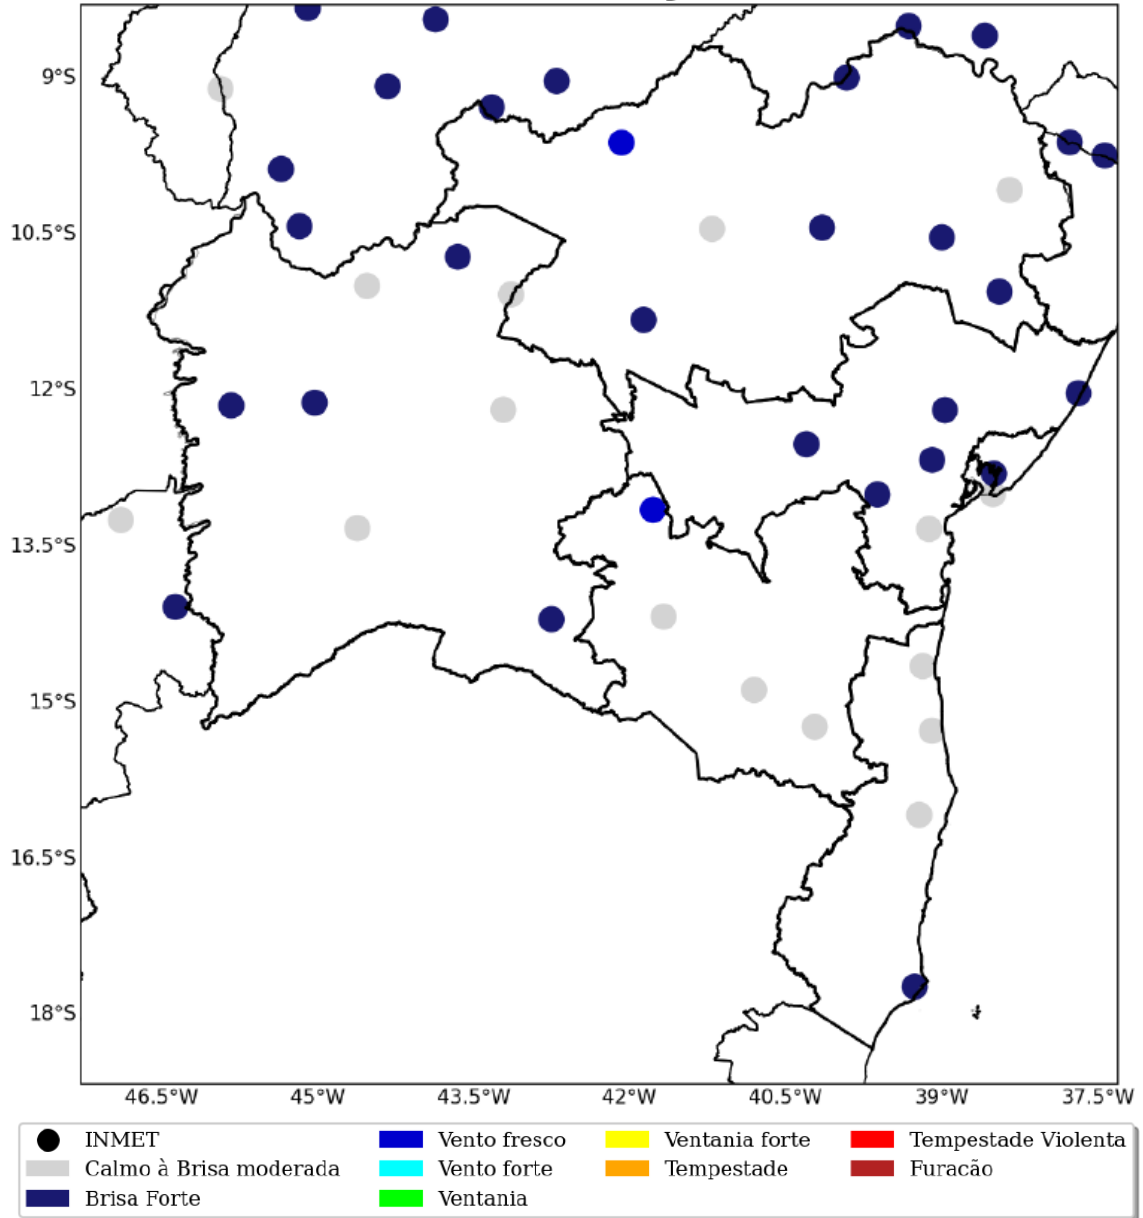 9°S
10.5°S
12°S
13.5°S
15°S
16.5°S
18°S
46.5°W 45°W 43.5°W 42°W 40.5°W 39°W 37.5°W
INMET Vento fresco Ventania forte Tempestade Violenta
Calmo à Brisa moderada Vento forte Tempestade Furacão
Brisa Forte Ventania